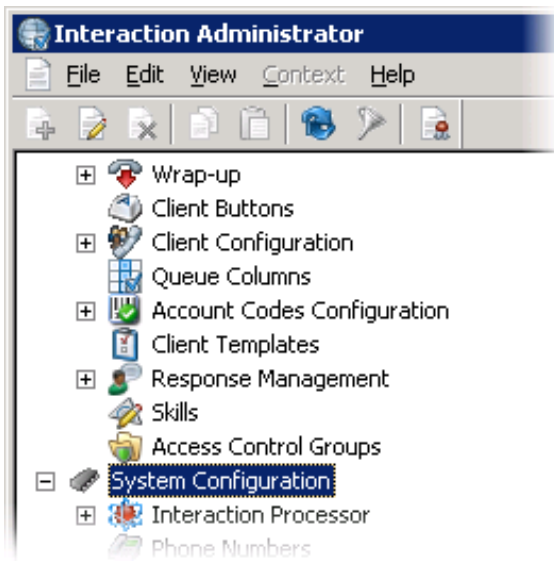 Interaction Administrator
File Edit View Context Help
Wrap-up
Client Buttons
Client Configuration
Queue Columns
Account Codes Configuration
Client Templates
Response Management
Skills
Access Control Groups
System Configuration
Interaction Processor
Phone Numbers